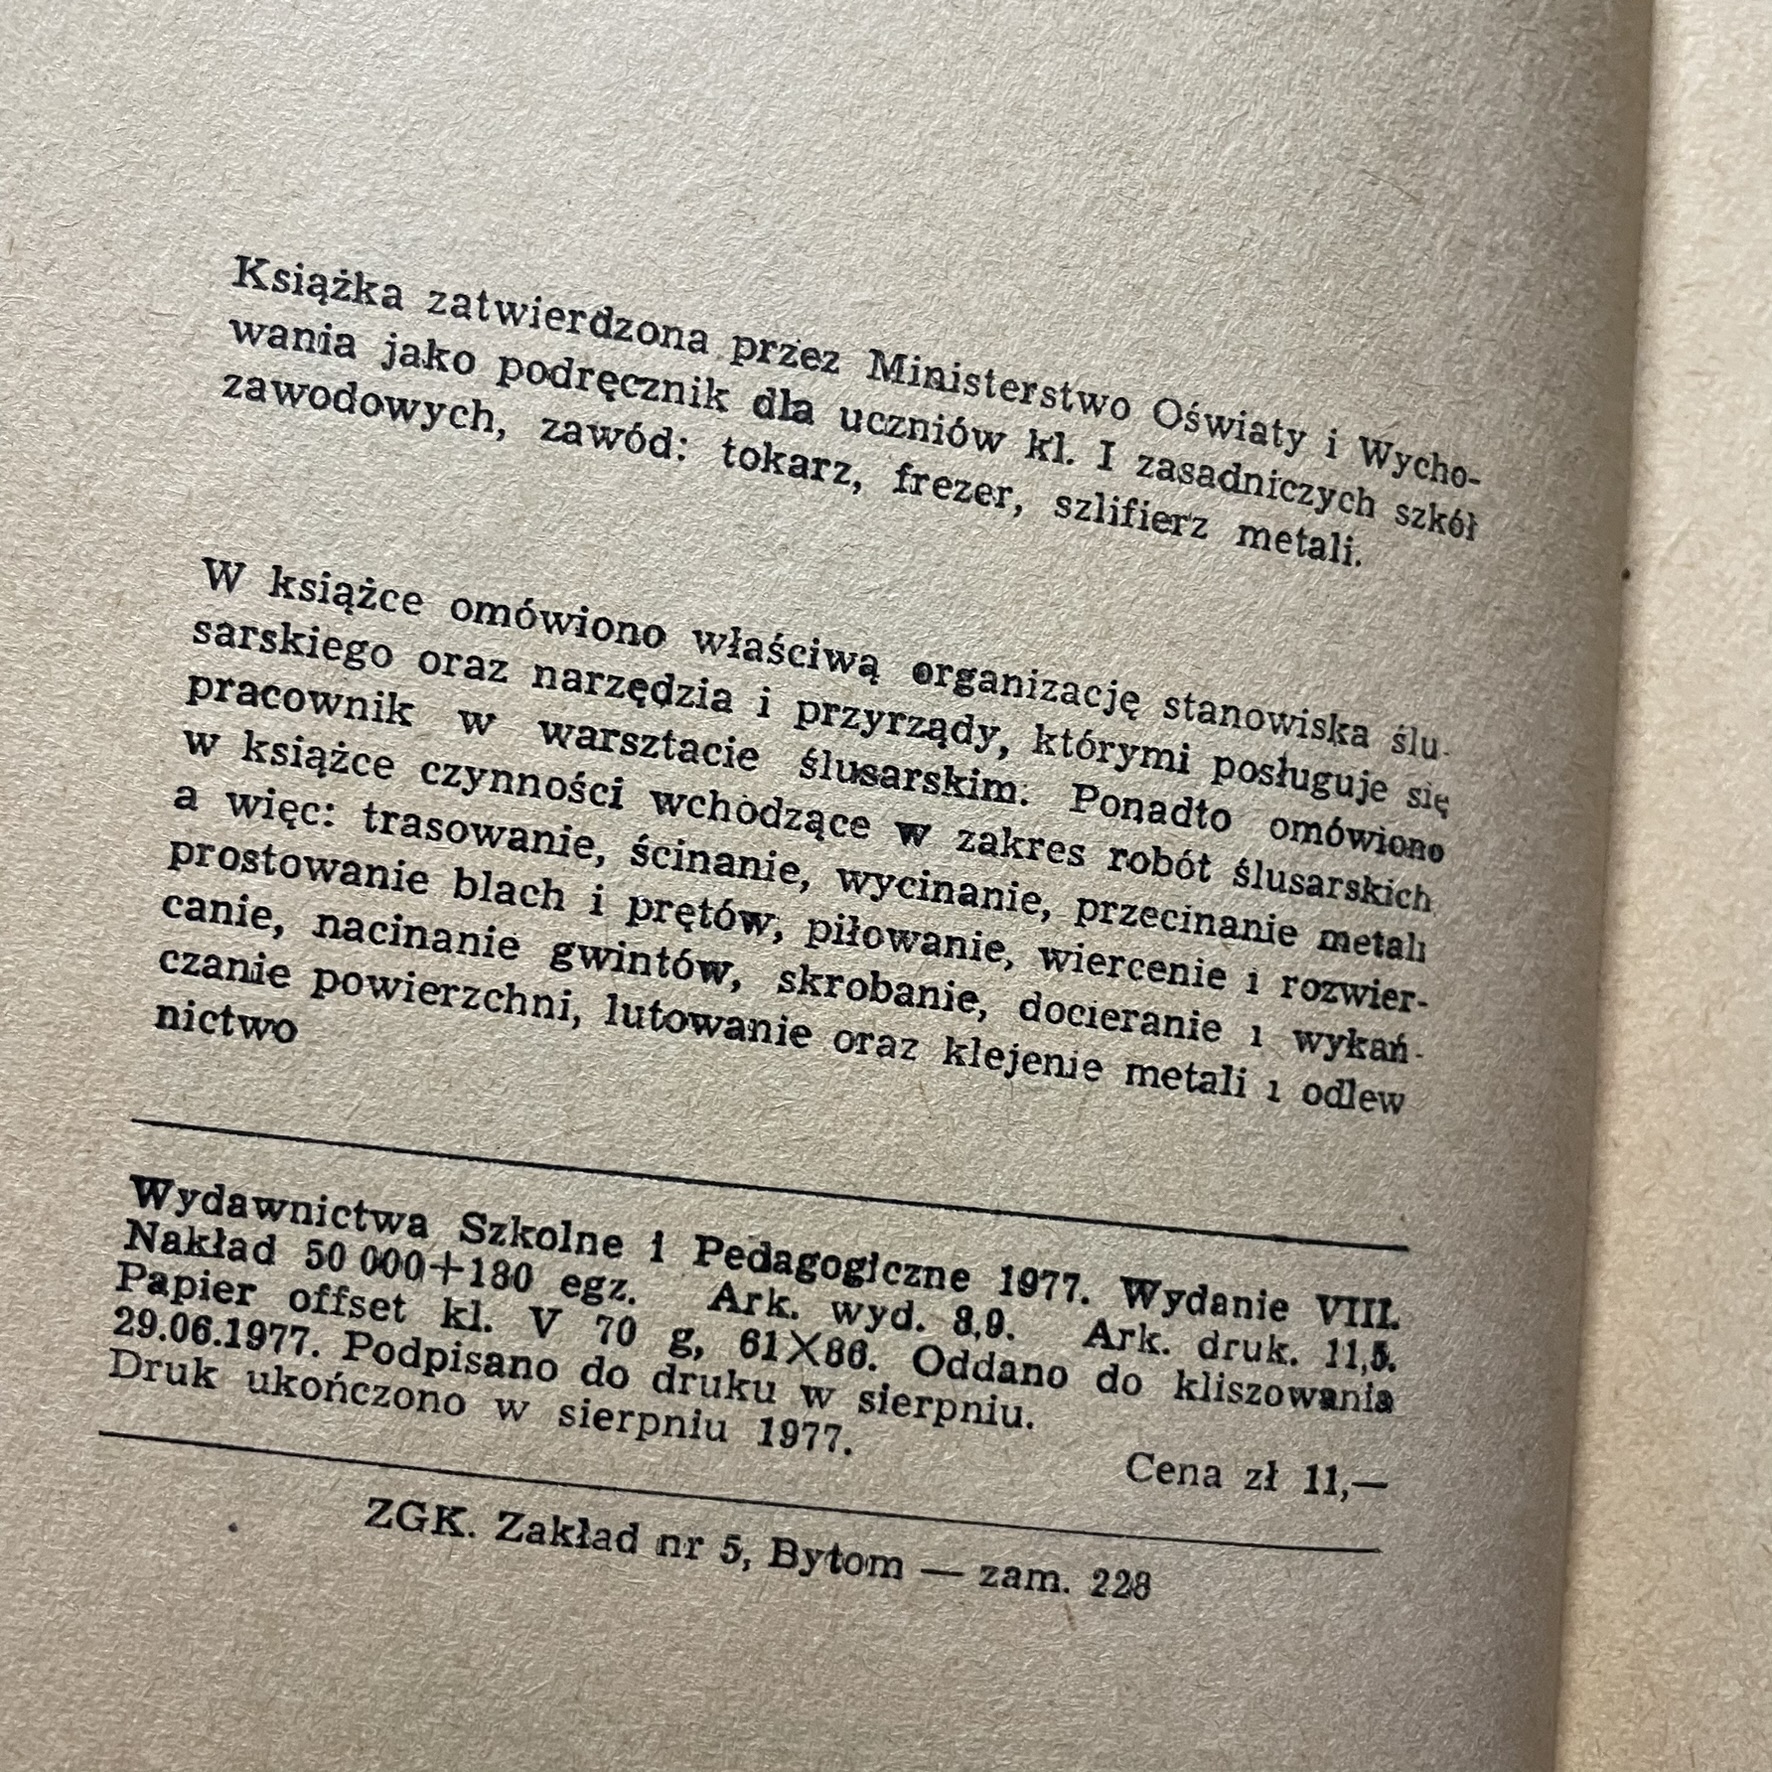 Książka zatwierdzona przez Ministerstwo Oświaty i Wycho-
wania jako podręcznik dla uczniów kl. I zasadniczych szkół
zawodowych, zawód: tokarz, frezer, szlifierz metali.
W książce omówiono właściwą organizację stanowiska ślu-
sarskiego oraz narzędzia i przyrządy, którymi posługuje się
pracownik w warsztacie ślusarskim. Ponadto omówiono
w książce czynności wchodzące w zakres robót ślusarskich
a więc: trasowanie, ścinanie, wycinanie, przecinanie metali
prostowanie blach i prętów, piłowanie, wiercenie i rozwier-
canie, nacinanie gwintów, skrobanie, docieranie i wykań-
czanie powierzchni, lutowanie oraz klejenie metali i odlew
nictwo
Wydawnictwa Szkolne i Pedagogiczne 1977. Wydanie VIII.
Nakład 50 000+180 egz. Ark. wyd. 8,9. Ark. druk. 11,5.
Papier offset kl. V 70 g, 61X86. Oddano do kliszowania
29.06.1977. Podpisano do druku w sierpniu.
Druk ukończono w sierpniu 1977.
Cena zł 11,—
ZGK. Zakład nr 5, Bytom — zam. 228